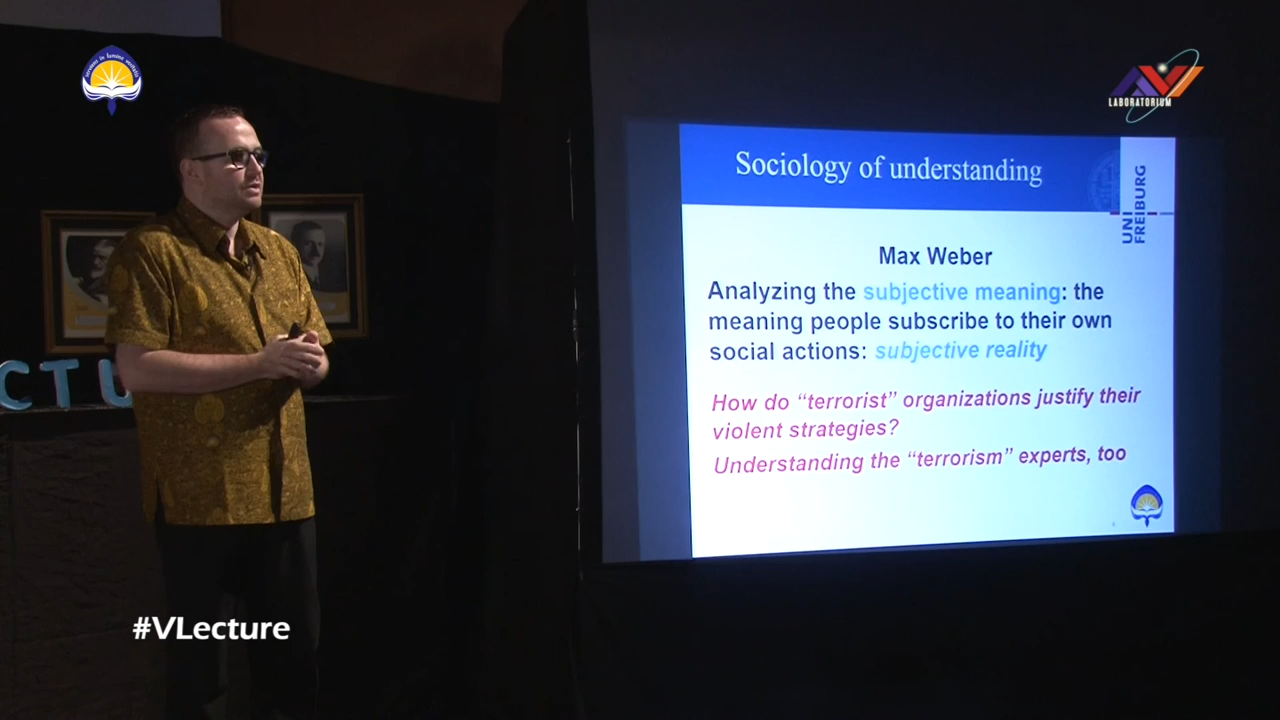 LABORATORIUM
Sociology of understanding
UNI
FREIBURG
Max Weber
Analyzing the subjective meaning: the
meaning people subscribe to their own
social actions: subjective reality
How do “terrorist” organizations justify their
violent strategies?
Understanding the “terrorism” experts, too
CTU
#VLecture